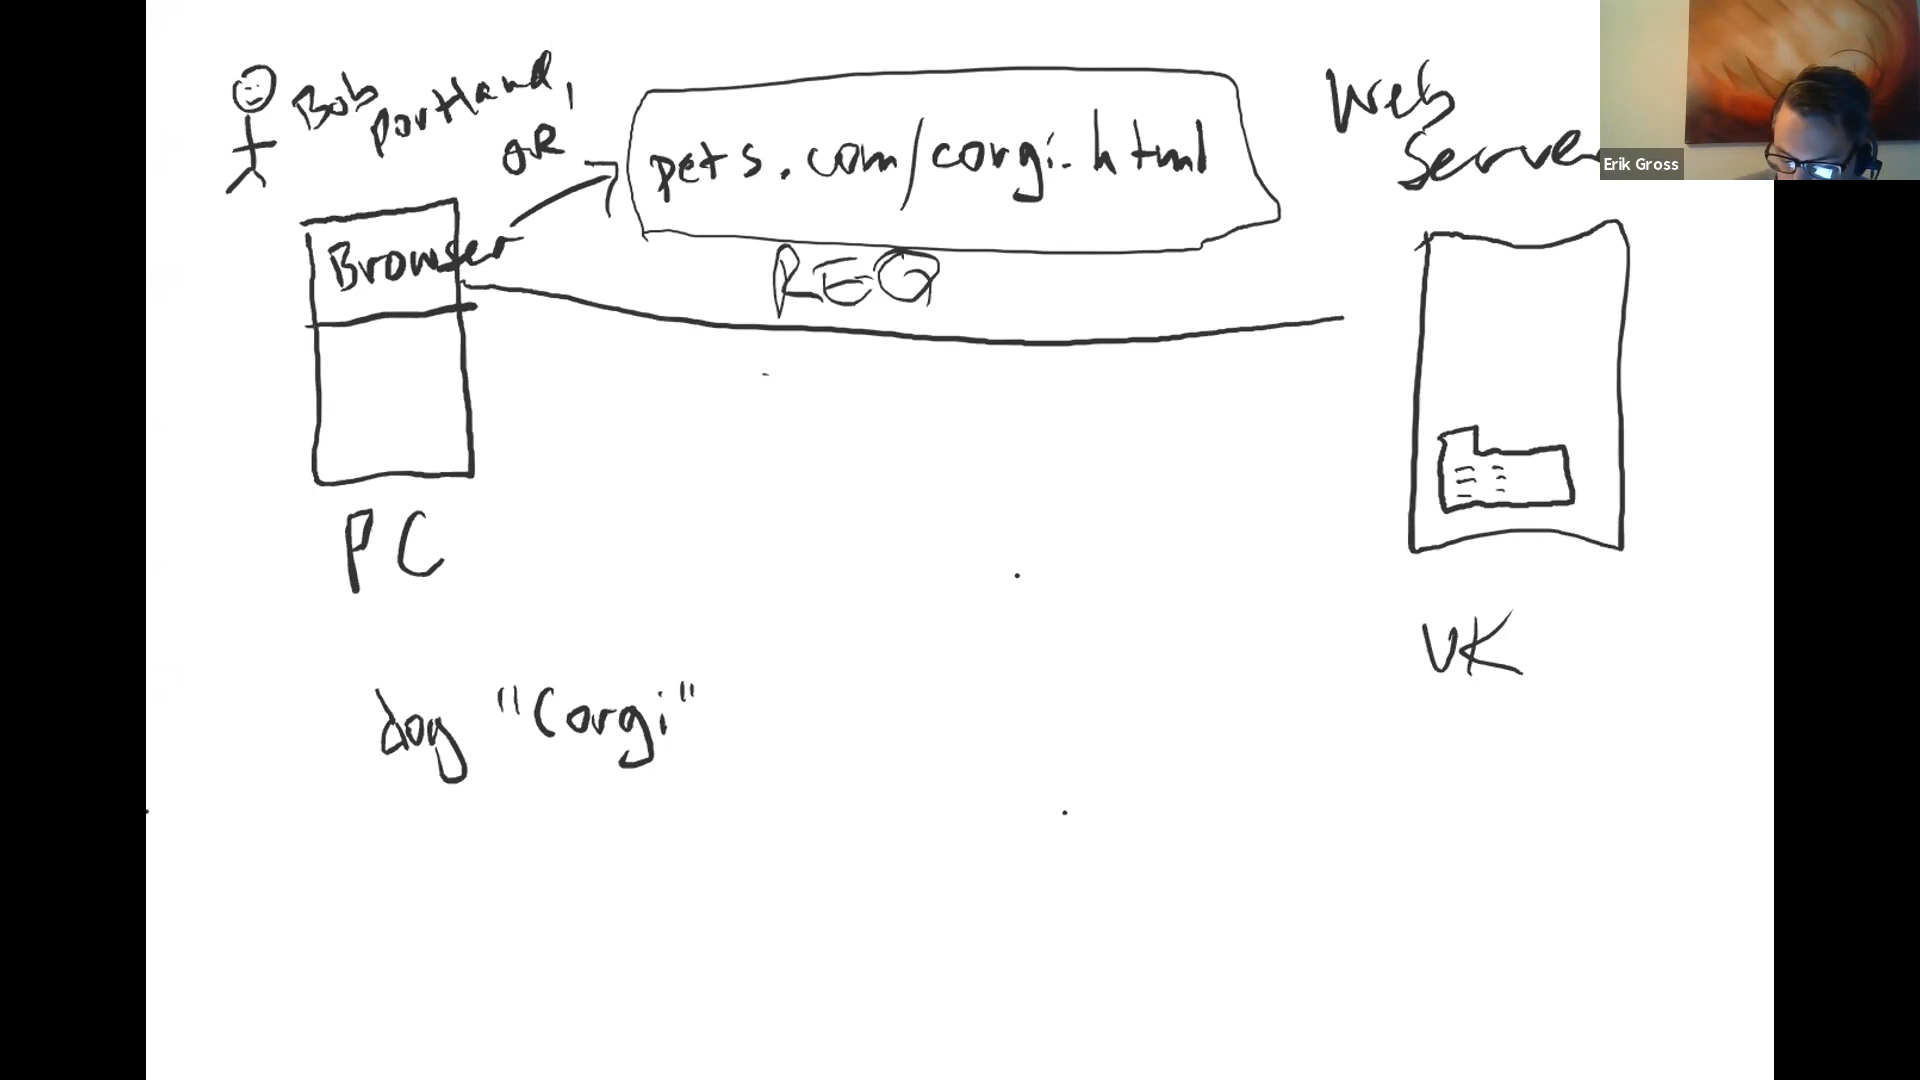 Bob
Portland,
OR
pets.com/corgi.html
Web
Server
Erik Gross
Browser
REQ
PC
UK
dog "Corgi"